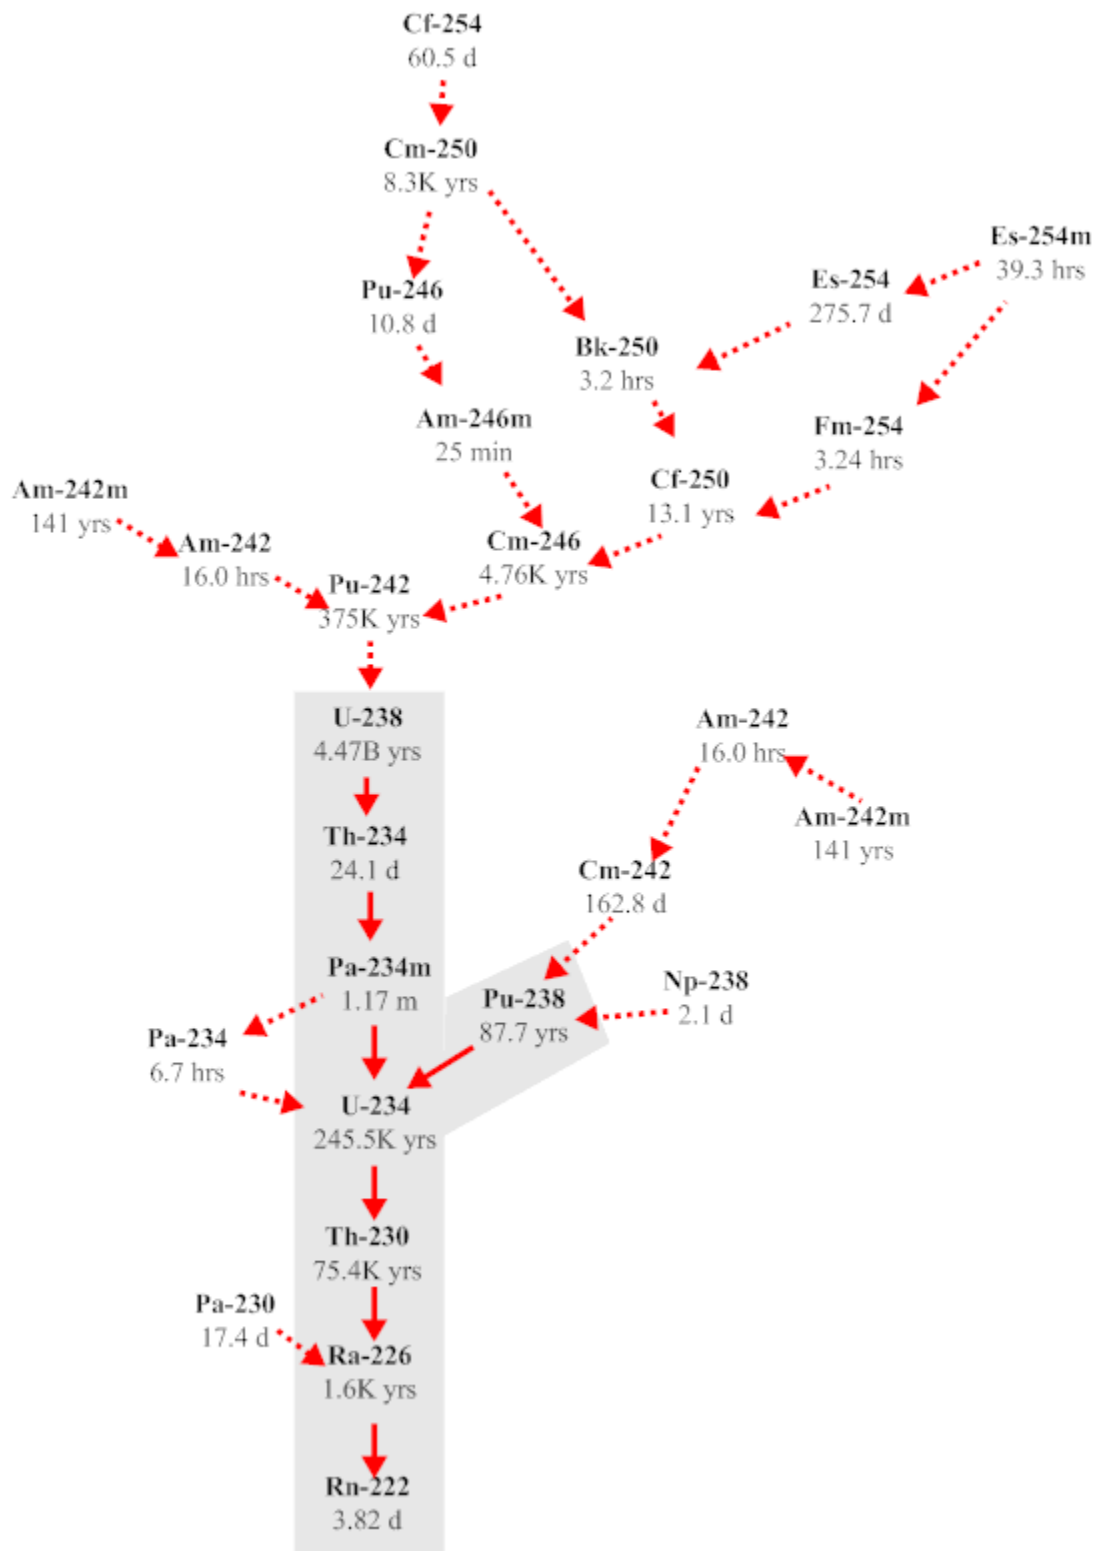 Cf-254
60.5 d
Cm-250
8.3K yrs
Es-254m
39.3 hrs
Es-254
275.7 d
Pu-246
10.8 d
Bk-250
3.2 hrs
Am-246m
25 min
Fm-254
3.24 hrs
Cf-250
13.1 yrs
Am-242m
141 yrs
Am-242
16.0 hrs
Cm-246
4.76K yrs
Pu-242
375K yrs
U-238
4.47B yrs
Am-242
16.0 hrs
Am-242m
141 yrs
Th-234
24.1 d
Cm-242
162.8 d
Pa-234m
1.17 m
Np-238
2.1 d
Pu-238
87.7 yrs
Pa-234
6.7 hrs
U-234
245.5K yrs
Th-230
75.4K yrs
Pa-230
17.4 d
Ra-226
1.6K yrs
Rn-222
3.82 d